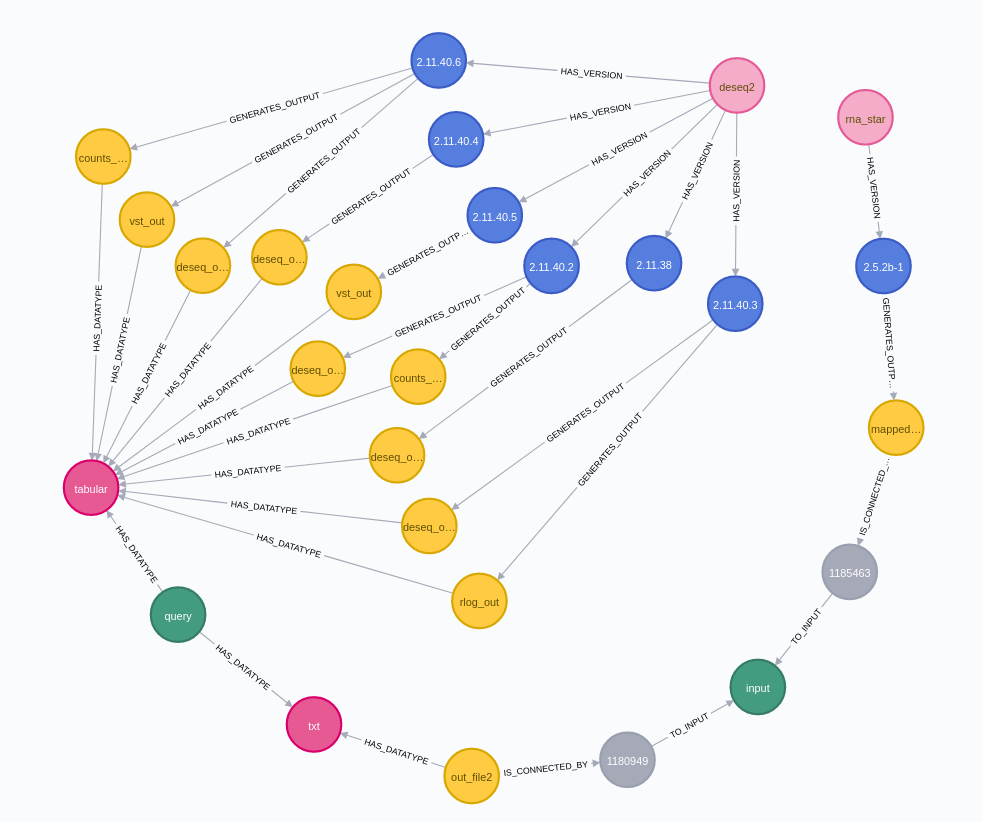 2.11.40.6
HAS_VERSION
deseq2
rna_star
GENERATES_OUTPUT
HAS_VERSION
2.11.40.4
GENERATES_OUTPUT
HAS_VERSION
counts_...
GENERATES_OUTPUT
HAS_VERSION
HAS_VERSION
HAS_VERSION
HAS_VERSION
GENERATES_OUTPUT
vst_out
2.11.40.5
GENERATES_OUTP...
deseq_o...
deseq_o...
2.11.40.2
2.11.38
2.5.2b-1
vst_out
2.11.40.3
HAS_DATATYPE
GENERATES_OUTPUT
GENERATES_OUTPUT
HAS_DATATYPE
GENERATES_OUTP...
GENERATES_OUTPUT
HAS_DATATYPE
HAS_DATATYPE
deseq_o...
counts_...
HAS_DATATYPE
GENERATES_OUTPUT
HAS_DATATYPE
HAS_DATATYPE
mapped...
GENERATES_OUTPUT
deseq_o...
HAS_DATATYPE
tabular
IS_CONNECTED_...
HAS_DATATYPE
deseq_o...
HAS_DATATYPE
HAS_DATATYPE
1185463
rlog_out
query
TO_INPUT
HAS_DATATYPE
input
txt
TO_INPUT
HAS_DATATYPE
1180949
IS_CONNECTED_BY
out_file2